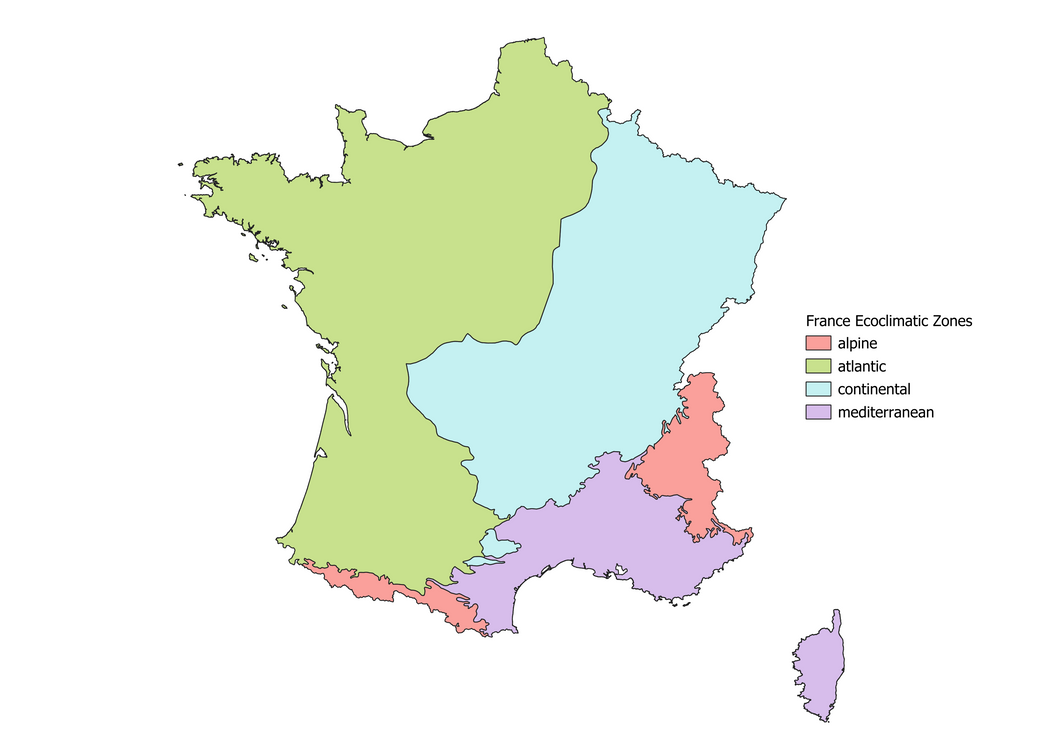 France Ecoclimatic Zones
alpine
atlantic
continental
mediterranean